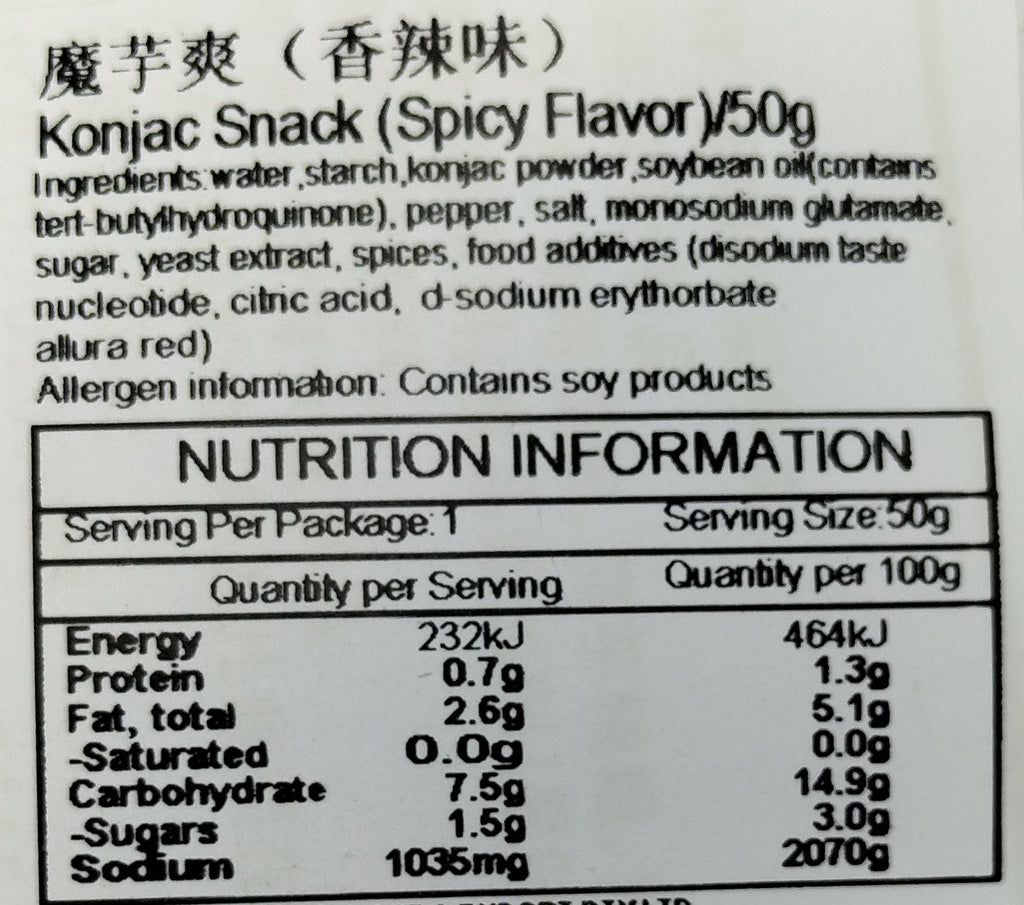 魔芋爽（香辣味）
Konjac Snack (Spicy Flavor)/50g
Ingredients:water,starch,konjac powder,soybean oil(contains
tert-butylhydroquinone), pepper, salt, monosodium glutamate,
sugar, yeast extract, spices, food additives (disodium taste
nucleotide, citric acid, d-sodium erythorbate
allura red)
Allergen information: Contains soy products
NUTRITION INFORMATION
Serving Per Package: 1 Serving Size:50g
Quantity per Serving Quantity per 100g
Energy 232kJ 464kJ
Protein 0.7g 1.3g
Fat, total 2.6g 5.1g
-Saturated 0.0g 0.0g
Carbohydrate 7.5g 14.9g
-Sugars 1.5g 3.0g
Sodium 1035mg 2070g